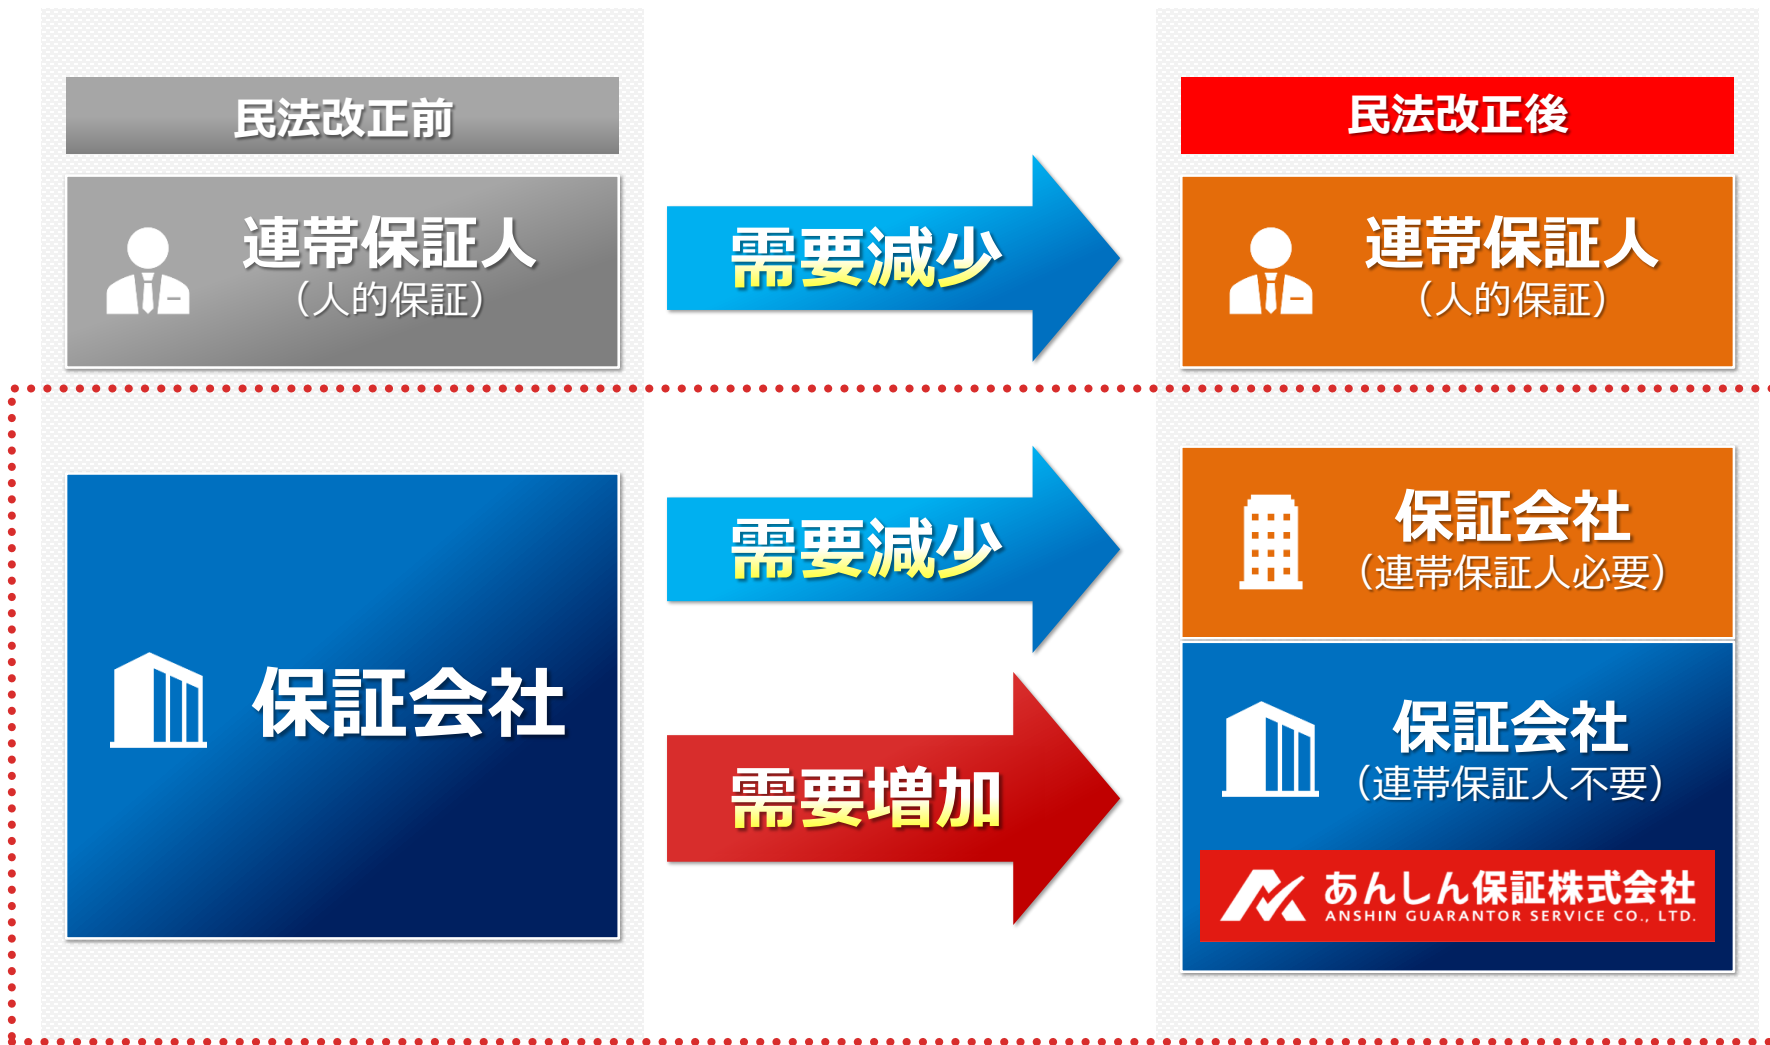 民法改正前
連帯保証人
（人的保証）
需要減少
民法改正後
連帯保証人
（人的保証）
保証会社
需要減少
需要増加
保証会社
（連帯保証人必要）
保証会社
（連帯保証人不要）
あんしん保証株式会社
ANSHIN GUARANTOR SERVICE CO., LTD.